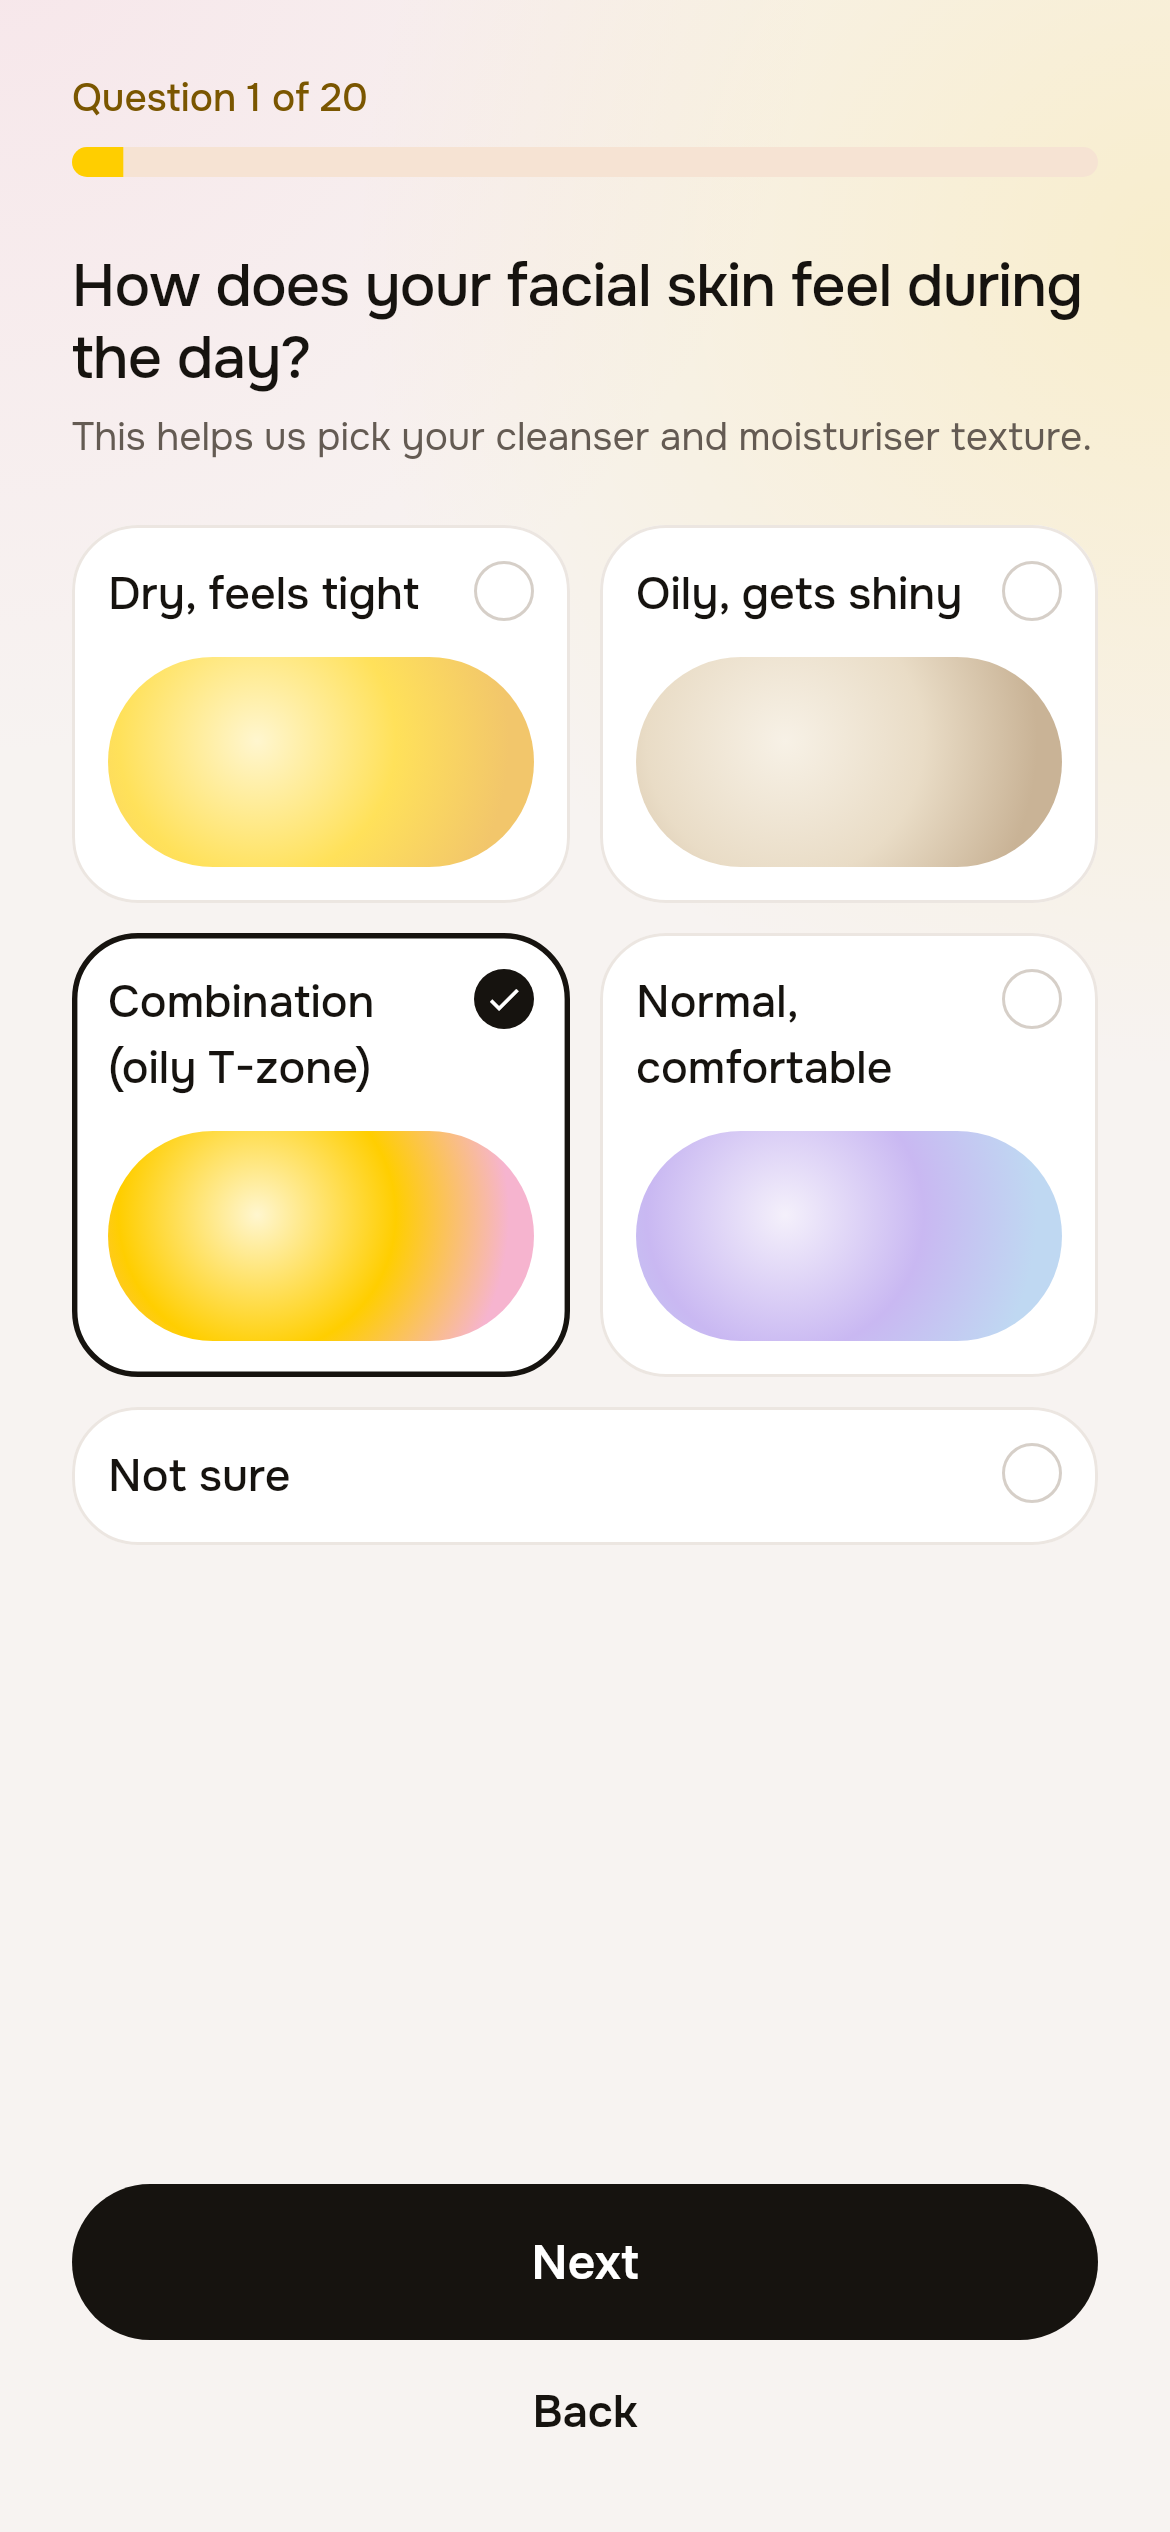 Question 1 of 20
How does your facial skin feel during
the day?
This helps us pick your cleanser and moisturiser texture.
Dry, feels tight
Oily, gets shiny
Combination
(oily T-zone)
Normal,
comfortable
Not sure
Next
Back